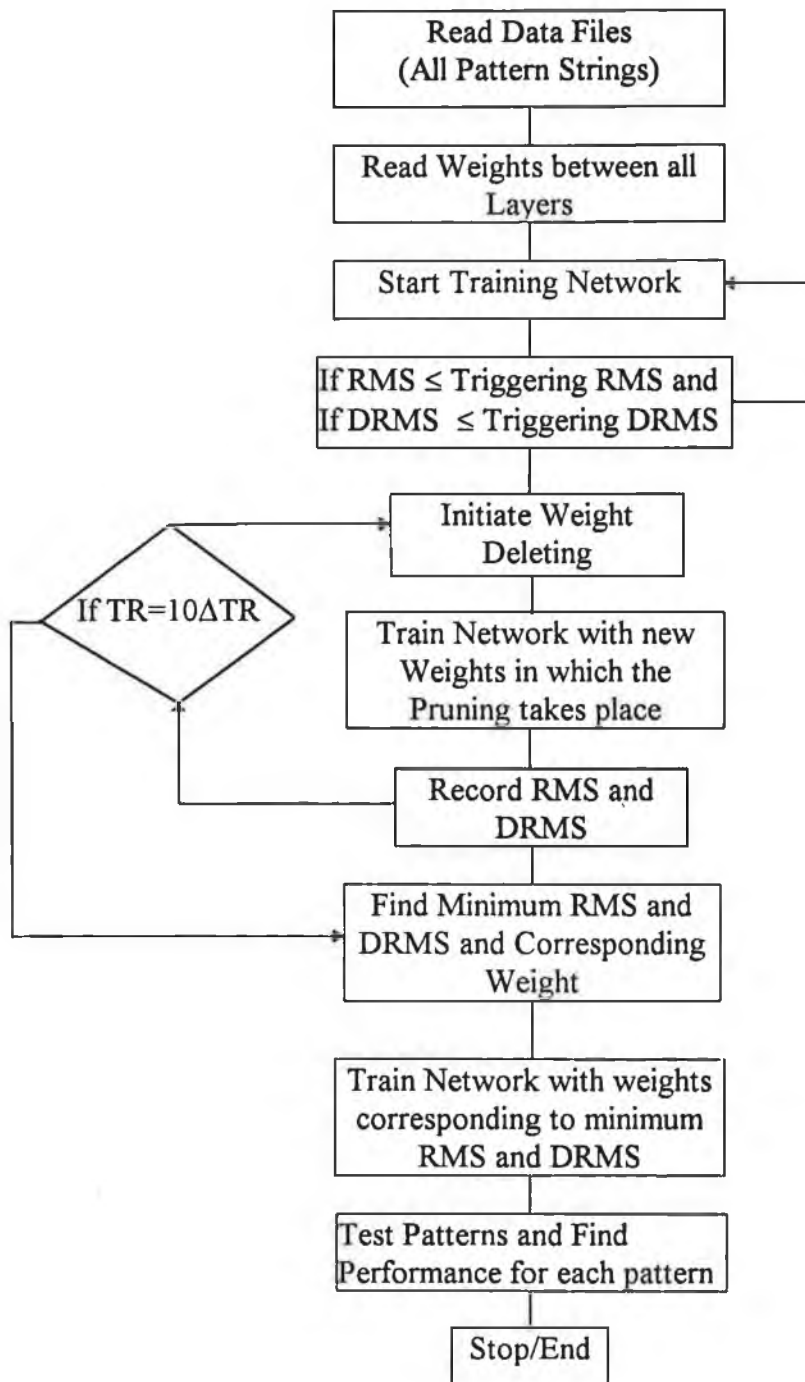 Read Data Files
(All Pattern Strings)
Read Weights between all
Layers
Start Training Network
If RMS ≤ Triggering RMS and
If DRMS ≤ Triggering DRMS
Initiate Weight
Deleting
If TR=10ΔTR
Train Network with new
Weights in which the
Pruning takes place
Record RMS and
DRMS
Find Minimum RMS and
DRMS and Corresponding
Weight
Train Network with weights
corresponding to minimum
RMS and DRMS
Test Patterns and Find
Performance for each pattern
Stop/End